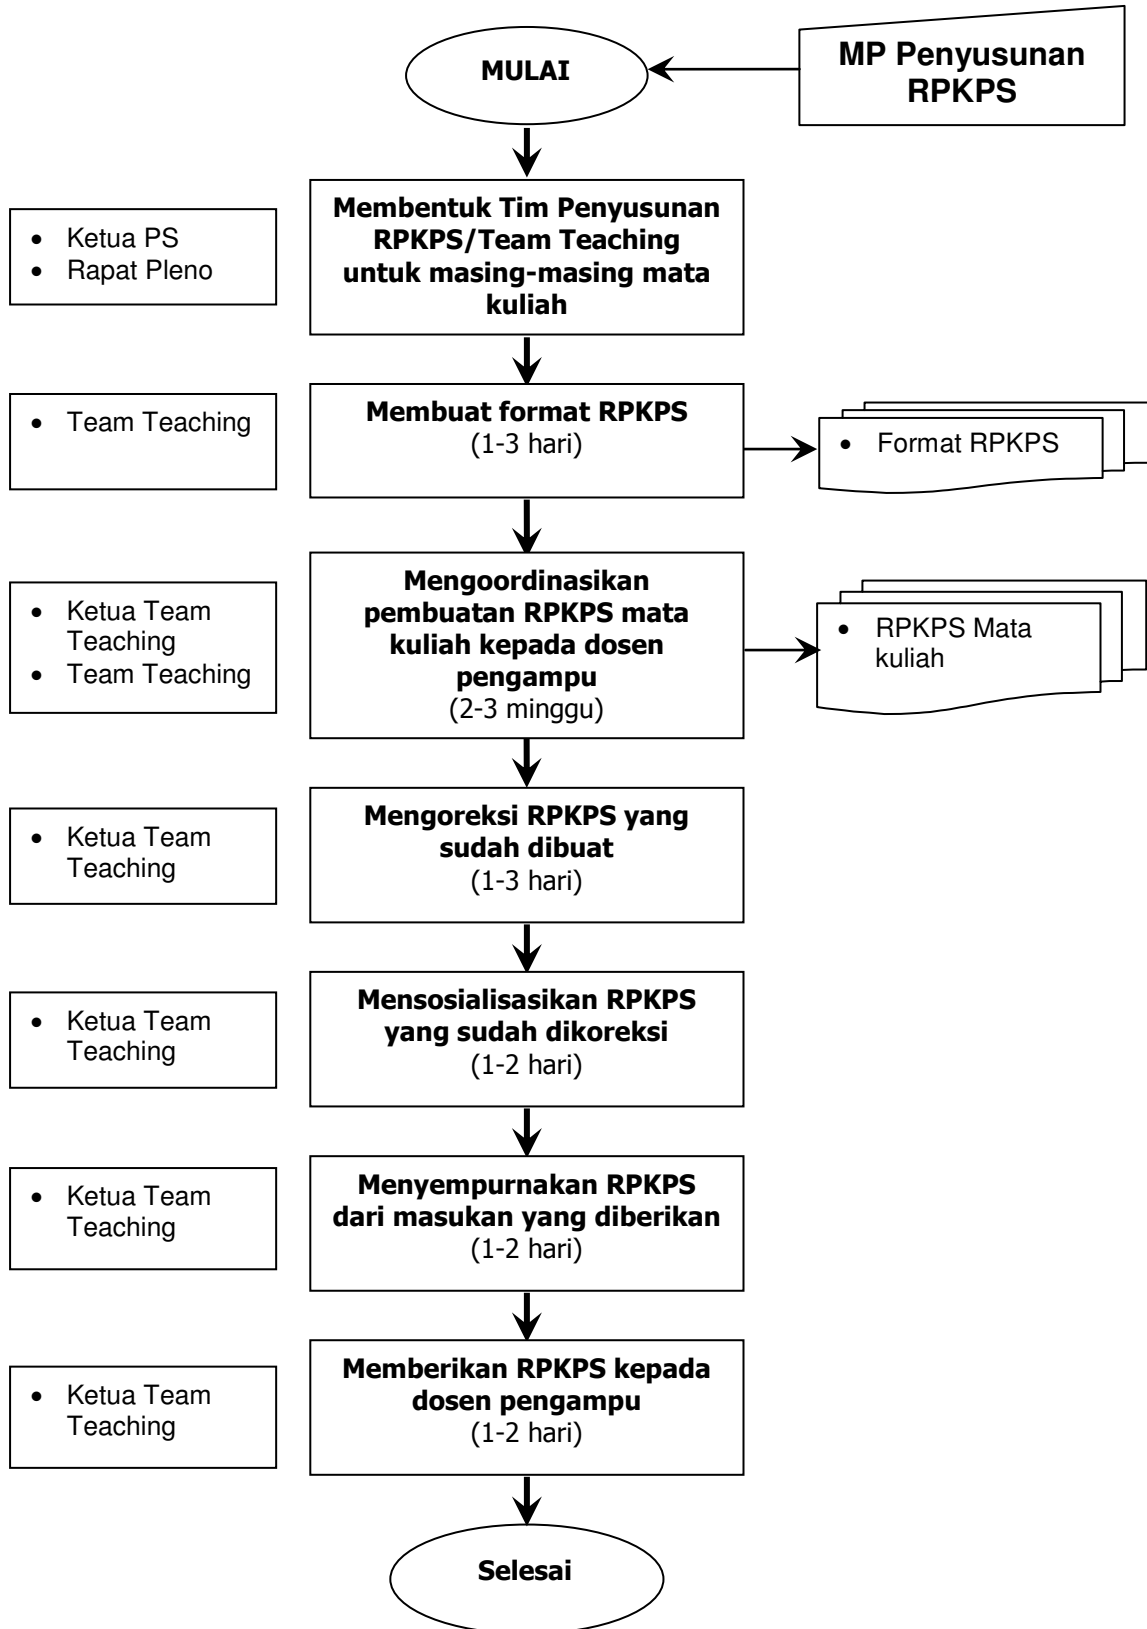 MULAI
MP Penyusunan
RPKPS
• Ketua PS
• Rapat Pleno
Membentuk Tim Penyusunan
RPKPS/Team Teaching
untuk masing-masing mata
kuliah
• Team Teaching
Membuat format RPKPS
(1-3 hari)
• Format RPKPS
• Ketua Team
Teaching
• Team Teaching
Mengoordinasikan
pembuatan RPKPS mata
kuliah kepada dosen
pengampu
(2-3 minggu)
• RPKPS Mata
kuliah
• Ketua Team
Teaching
Mengoreksi RPKPS yang
sudah dibuat
(1-3 hari)
• Ketua Team
Teaching
Mensosialisasikan RPKPS
yang sudah dikoreksi
(1-2 hari)
• Ketua Team
Teaching
Menyempurnakan RPKPS
dari masukan yang diberikan
(1-2 hari)
• Ketua Team
Teaching
Memberikan RPKPS kepada
dosen pengampu
(1-2 hari)
Selesai